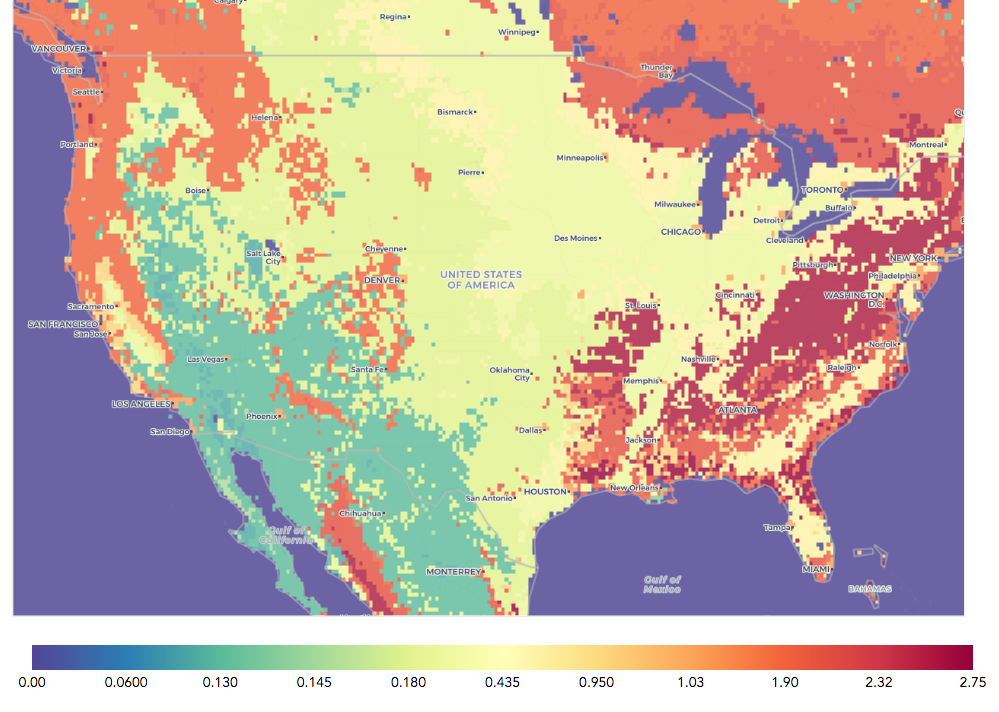 Calgary
Regina
Winnipeg
VANCOUVER
Victoria
Seattle
Thunder
Bay
Helena
Bismarck
Portland
Montreal
Minneapolis
Pierre
Boise
TORONTO
Milwaukee
Buffalo
Detroit
CHICAGO
Cleveland
Des Moines
Salt Lake
City
Cheyenne
NEW YORK
Pittsburgh
Philadelphia
DENVER
UNITED STATES
OF AMERICA
Cincinnati
WASHINGTON
D.C.
Sacramento
St. Louis
SAN FRANCISCO
San Jose
Norfolk
Las Vegas
Nashville
Raleigh
Santa Fe
Oklahoma
City
Memphis
LOS ANGELES
Phoenix
ATLANTA
San Diego
Dallas
Jackson
San Antonio
HOUSTON
New Orleans
Chihuahua
Tampa
Gulf of
California
MONTERREY
MIAMI
Gulf of
Mexico
BAHAMAS
0.00 0.0600 0.130 0.145 0.180 0.435 0.950 1.03 1.90 2.32 2.75